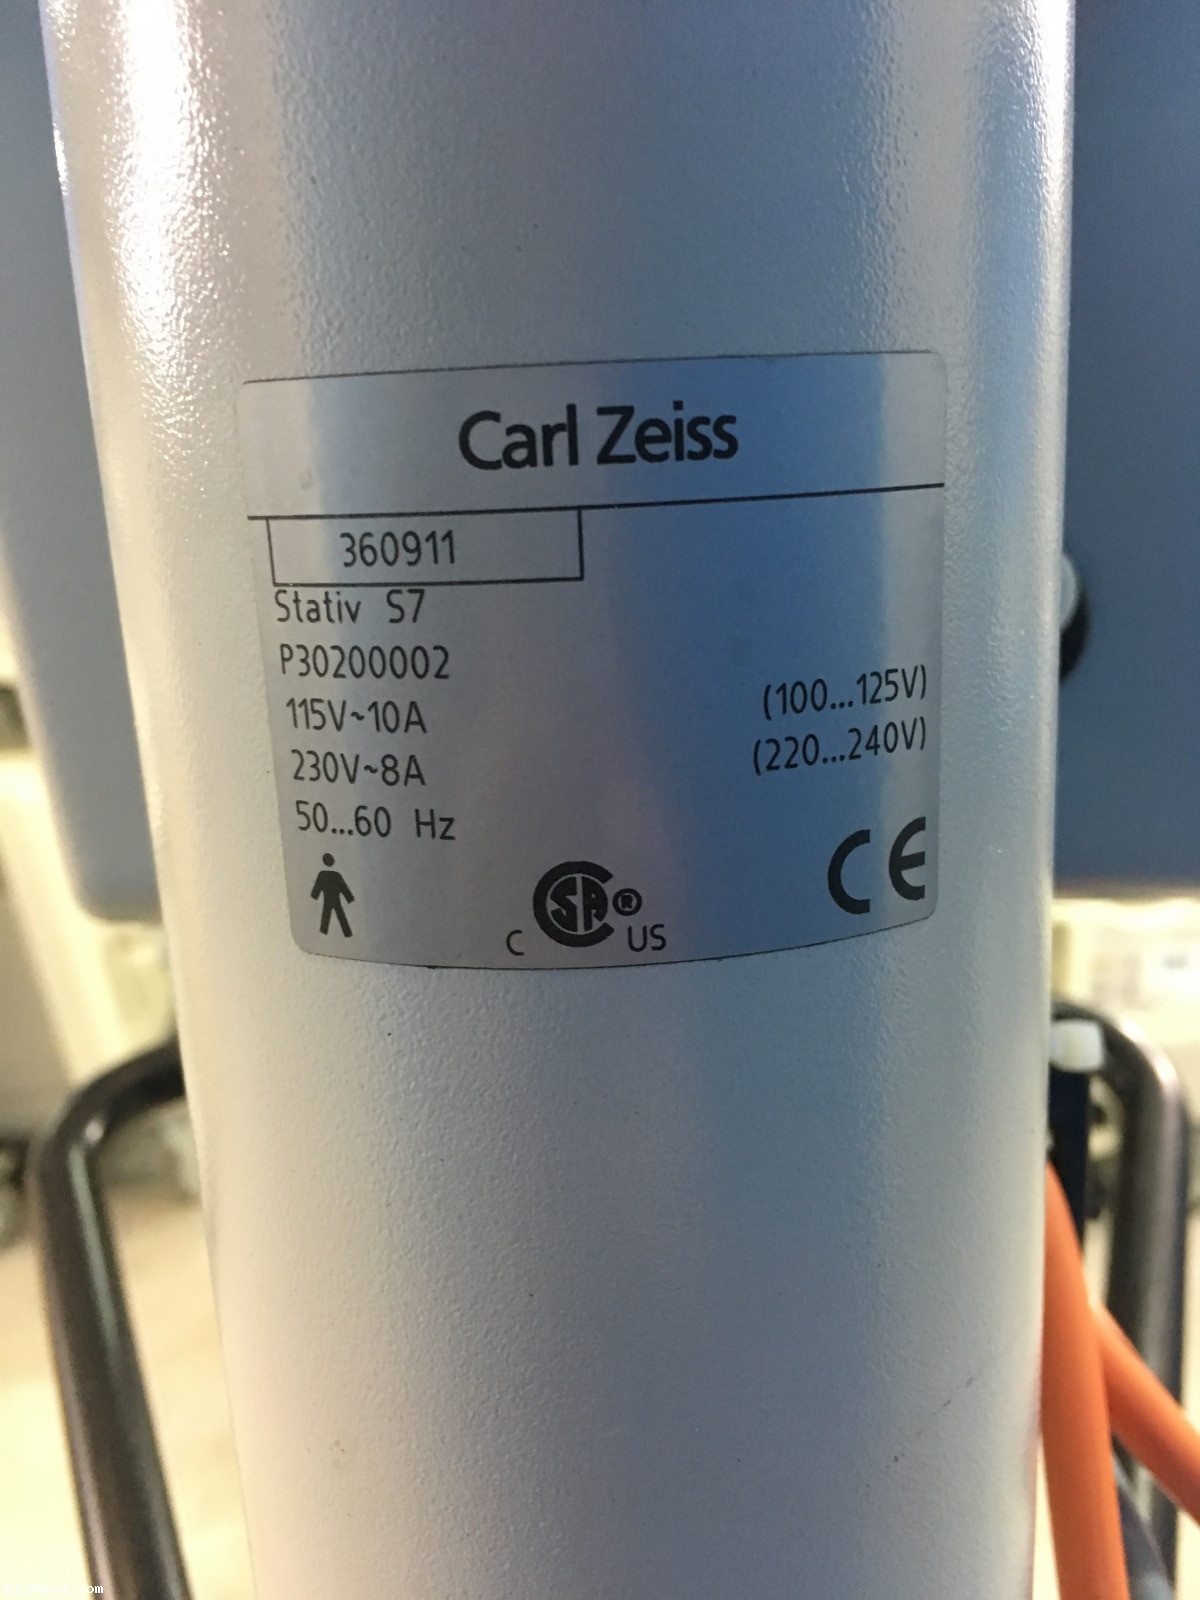 Carl Zeiss
360911
Stativ S7
P30200002
115V~10A (100...125V)
230V~8A (220...240V)
50...60 Hz
C SA® US
CE